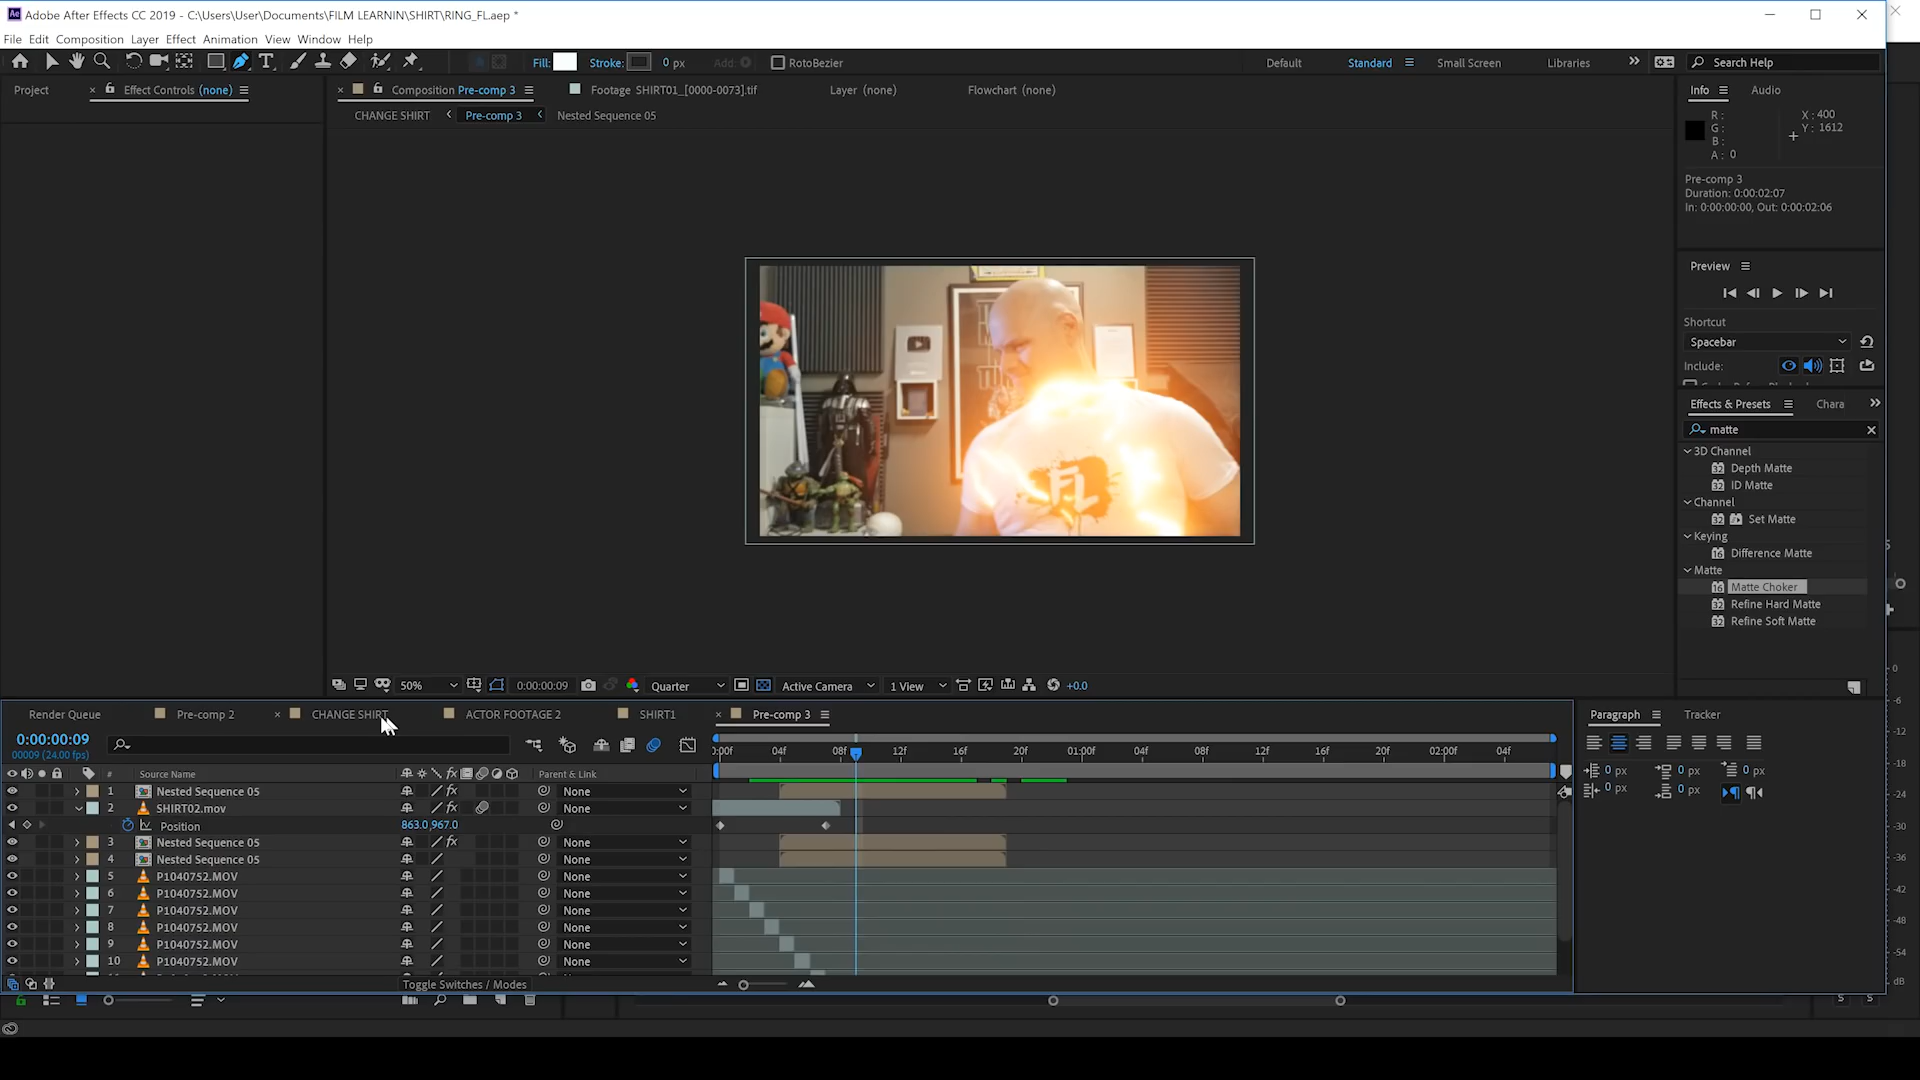 Adobe After Effects CC 2019 - C:\Users\User\Documents\FILM LEARNIN\SHIRT\RING_FL.aep *
File Edit Composition Layer Effect Animation View Window Help
Fill: Stroke: 0 px Add: RotoBezier Default Standard Small Screen Libraries Search Help
Project Effect Controls (none) Composition Pre-comp 3 Footage SHIRT01_[0000-0073].tif Layer (none) Flowchart (none) Info Audio
CHANGE SHIRT Pre-comp 3 Nested Sequence 05
R :
G :
B :
A : 0
X : 400
Y : 1612
Pre-comp 3
Duration: 0:00:02:07
In: 0:00:00:00, Out: 0:00:02:06
Preview
Shortcut
Spacebar
Include:
Effects & Presets Chara
matte
3D Channel
Depth Matte
ID Matte
Channel
Set Matte
Keying
Difference Matte
Matte
Matte Choker
Refine Hard Matte
Refine Soft Matte
FL
50% 0:00:00:09 Quarter Active Camera 1 View +0.0
Render Queue Pre-comp 2 CHANGE SHIRT ACTOR FOOTAGE 2 SHIRT1 Pre-comp 3 Paragraph Tracker
0:00:00:09
00009 (24.00 fps)
0:00f 04f 08f 12f 16f 20f 01:00f 04f 08f 12f 16f 20f 02:00f 04f
# Source Name Parent & Link
1 Nested Sequence 05 None
2 SHIRT02.mov None
Position 863.0,967.0
3 Nested Sequence 05 None
4 Nested Sequence 05 None
5 P1040752.MOV None
6 P1040752.MOV None
7 P1040752.MOV None
8 P1040752.MOV None
9 P1040752.MOV None
10 P1040752.MOV None
Toggle Switches / Modes
0 px 0 px 0 px
0 px 0 px
0
-6
-12
-18
-24
-30
-36
-42
-48
-54
dB
S S